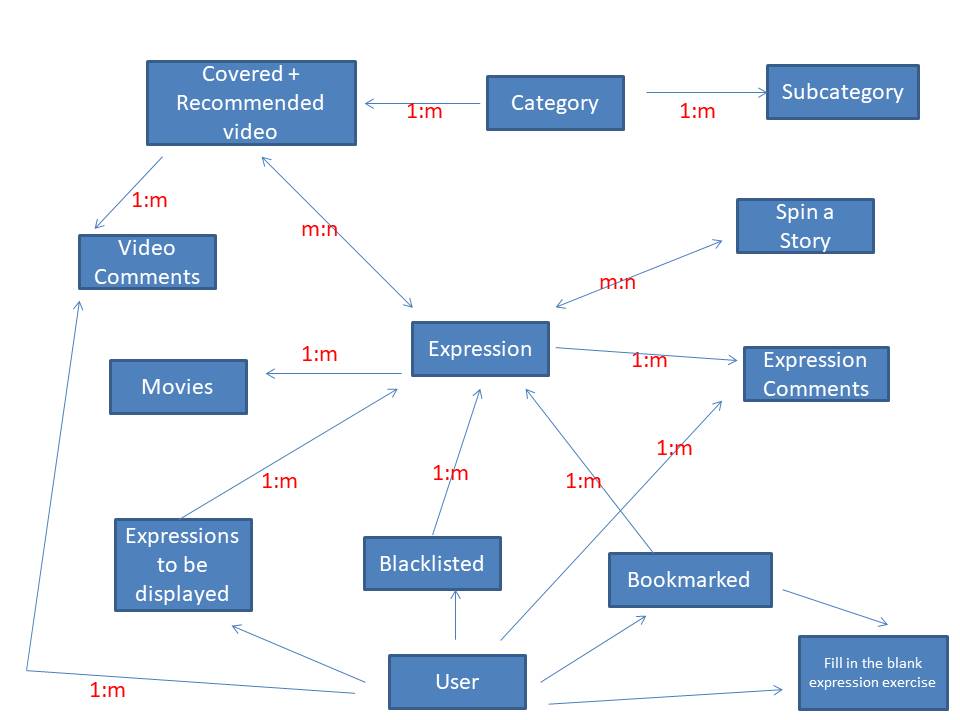 Covered +
Recommended
video
1:m
Category
1:m
Subcategory
1:m
m:n
Video
Comments
Spin a
Story
m:n
Expression
1:m
1:m
Expression
Comments
Movies
1:m
1:m
1:m
1:m
Expressions
to be
displayed
Blacklisted
Bookmarked
User
1:m
Fill in the blank
expression exercise